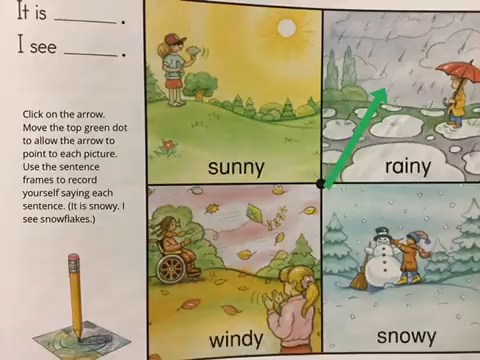 It is ______.
I see ______.
Click on the arrow.
Move the top green dot
to allow the arrow to
point to each picture.
Use the sentence
frames to record
yourself saying each
sentence. (It is snowy. I
see snowflakes.)
sunny
rainy
windy
snowy